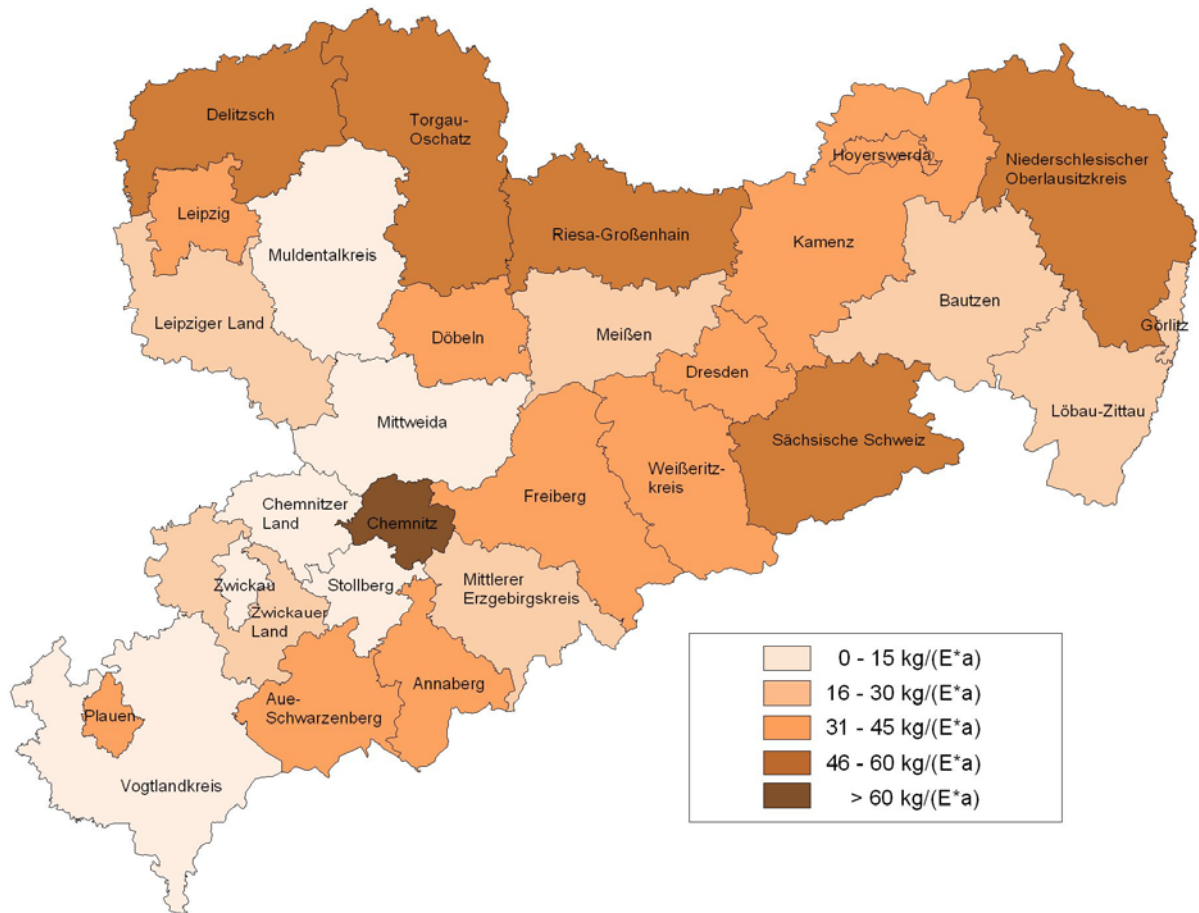 Delitzsch
Torgau-
Oschatz
Hoyerswerda
Niederschlesischer
Oberlausitzkreis
Leipzig
Riesa-Großenhain
Kamenz
Muldentalkreis
Bautzen
Leipziger Land
Görlitz
Döbeln
Meißen
Dresden
Löbau-Zittau
Mittweida
Sächsische Schweiz
Weißeritz-
kreis
Freiberg
Chemnitzer
Land
Chemnitz
Zwickau
Stollberg
Mittlerer
Erzgebirgskreis
Zwickauer
Land
Annaberg
Aue-
Schwarzenberg
Plauen
Vogtlandkreis
0 - 15 kg/(E*a)
16 - 30 kg/(E*a)
31 - 45 kg/(E*a)
46 - 60 kg/(E*a)
> 60 kg/(E*a)